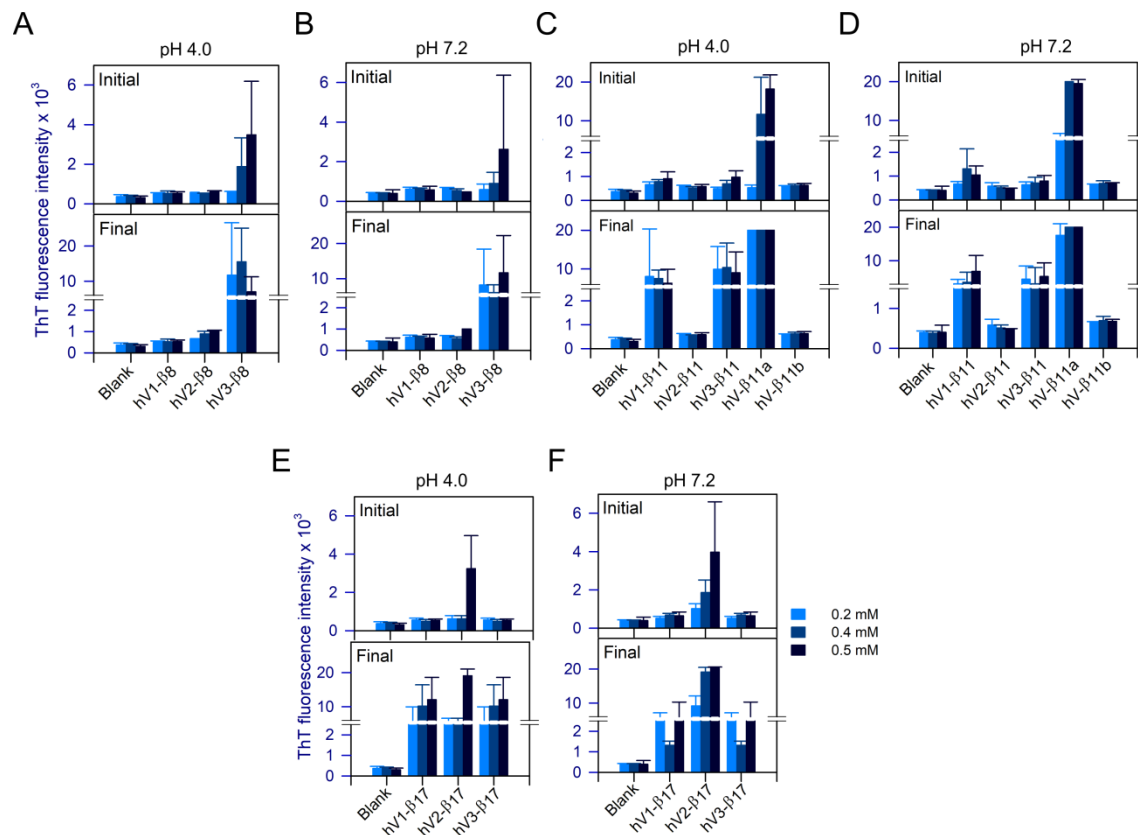 A
B
C
D
pH 4.0
pH 7.2
pH 4.0
pH 7.2
ThT fluorescence intensity x 10³
Initial
6
4
2
0
Final
20
10
2
1
0
Blank
hV1-β8
hV2-β8
hV3-β8
Initial
6
4
2
0
Final
20
10
2
1
0
Blank
hV1-β8
hV2-β8
hV3-β8
Initial
20
10
2
1
0
Final
20
10
2
1
0
Blank
hV1-β11
hV2-β11
hV3-β11
hV-β11a
hV-β11b
Initial
20
10
2
1
0
Final
20
10
1
0
Blank
hV1-β11
hV2-β11
hV3-β11
hV-β11a
hV-β11b
E
F
pH 4.0
pH 7.2
ThT fluorescence intensity x 10³
Initial
6
4
2
0
Final
20
10
2
1
0
Blank
hV1-β17
hV2-β17
hV3-β17
Initial
6
4
2
0
Final
20
10
2
1
0
Blank
hV1-β17
hV2-β17
hV3-β17
0.2 mM
0.4 mM
0.5 mM